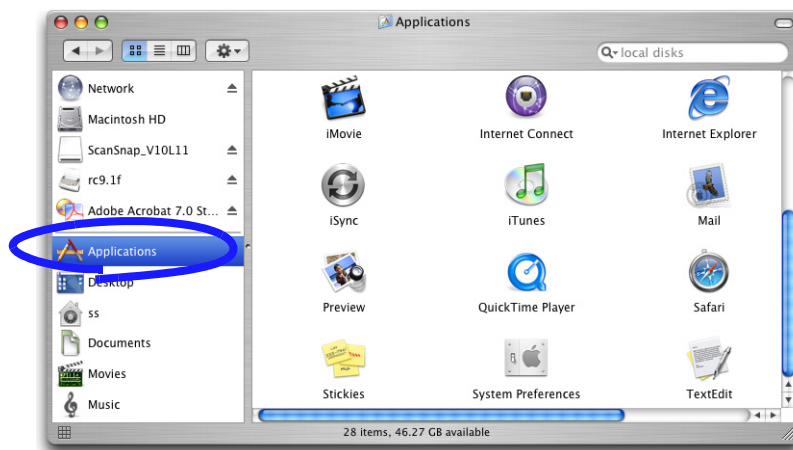 Applications
local disks
Network
Macintosh HD
ScanSnap_V10L11
rc9.1f
Adobe Acrobat 7.0 St...
Applications
Desktop
ss
Documents
Movies
Music
iMovie
Internet Connect
Internet Explorer
iSync
iTunes
Mail
Preview
QuickTime Player
Safari
Stickies
System Preferences
TextEdit
28 items, 46.27 GB available